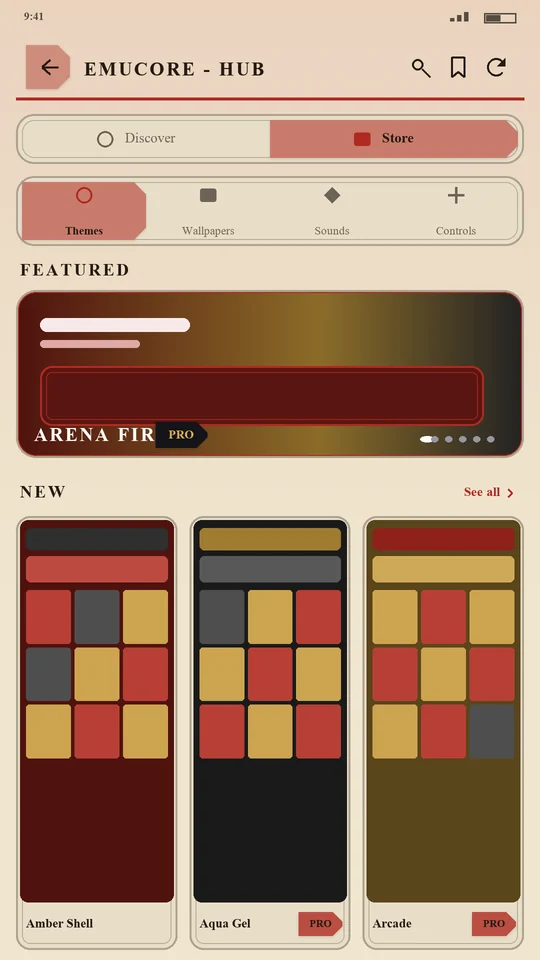 9:41
EMUCORE - HUB
Discover
Store
Themes
Wallpapers
Sounds
Controls
FEATURED
ARENA FIR
PRO
NEW
See all
Amber Shell
Aqua Gel
PRO
Arcade
PRO